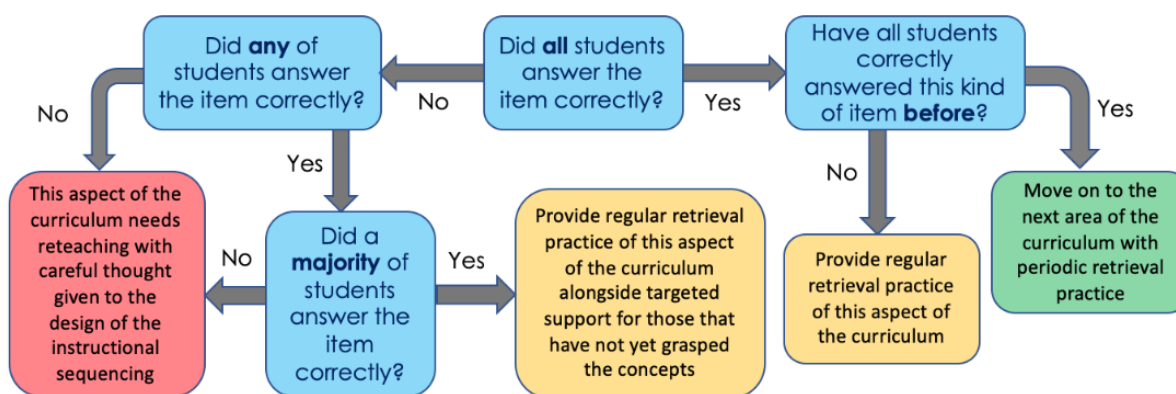 Did any of
students answer
the item correctly?
No
Did all students
answer the
item correctly?
Yes
Have all students
correctly
answered this kind
of item before?
No
Yes
No
Yes
This aspect of the
curriculum needs
reteaching with
careful thought
given to the
design of the
instructional
sequencing
No
Did a
majority of
students
answer the
item
correctly?
Yes
Provide regular retrieval
practice of this aspect
of the curriculum
alongside targeted
support for those that
have not yet grasped
the concepts
Provide regular
retrieval practice
of this aspect of
the curriculum
Move on to the
next area of the
curriculum with
periodic retrieval
practice